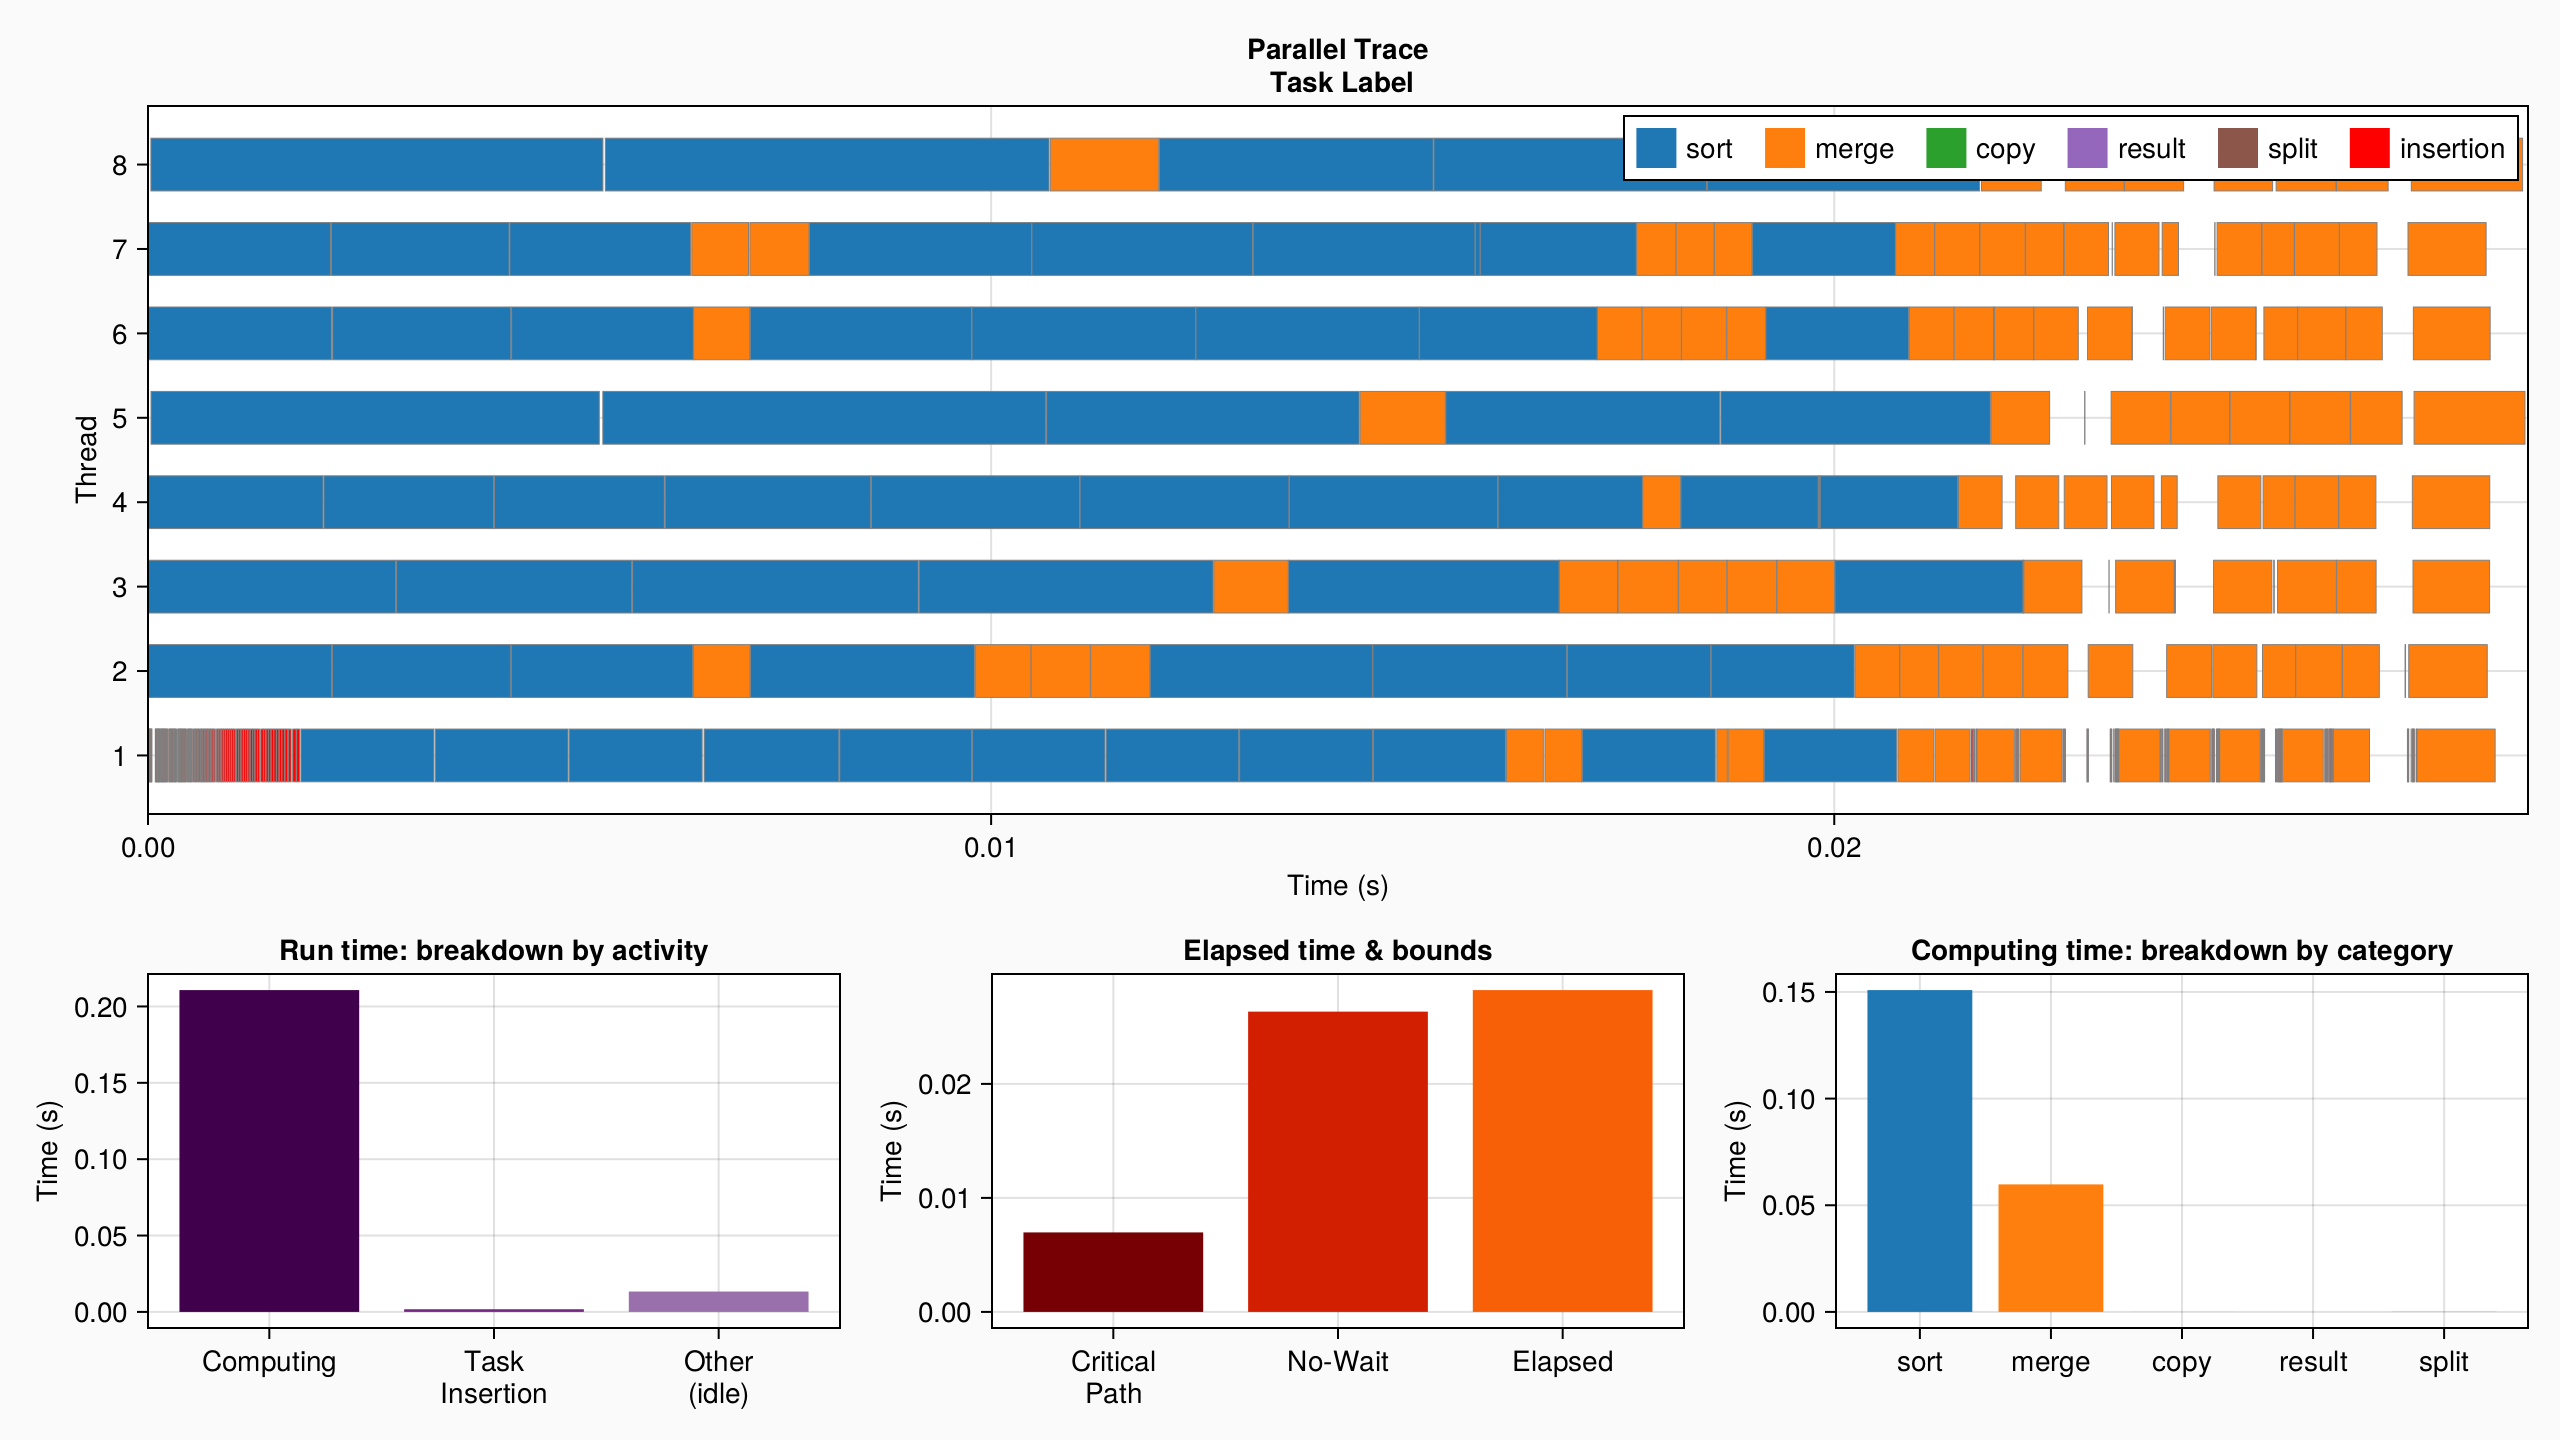 Parallel Trace
Task Label
sort merge copy result split insertion
Thread
8
7
6
5
4
3
2
1
0.00 0.01 0.02
Time (s)
Run time: breakdown by activity
Time (s)
0.20
0.15
0.10
0.05
0.00
Computing Task Insertion Other (idle)
Elapsed time & bounds
Time (s)
0.02
0.01
0.00
Critical Path No-Wait Elapsed
Computing time: breakdown by category
Time (s)
0.15
0.10
0.05
0.00
sort merge copy result split